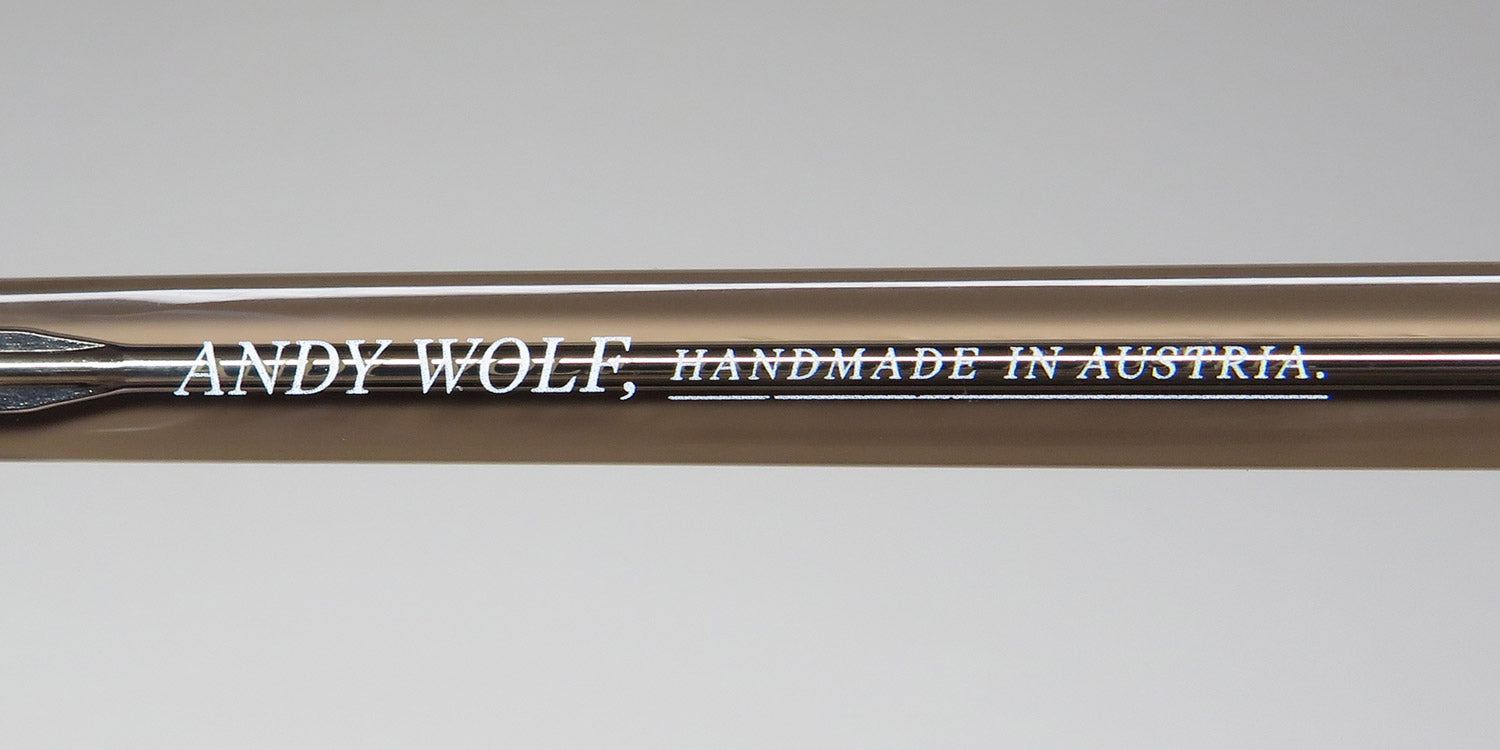 ANDY WOLF, HANDMADE IN AUSTRIA.